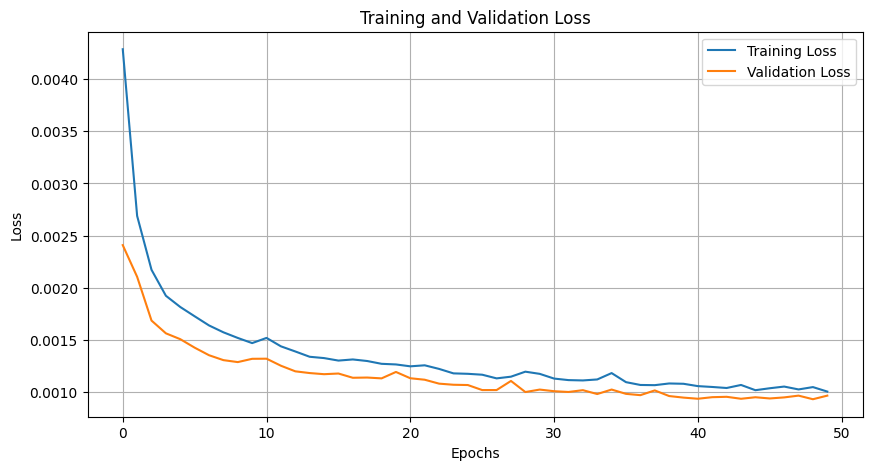 Training and Validation Loss
Training Loss
Validation Loss
0.0040
0.0035
0.0030
0.0025
0.0020
0.0015
0.0010
Loss
0
10
20
30
40
50
Epochs